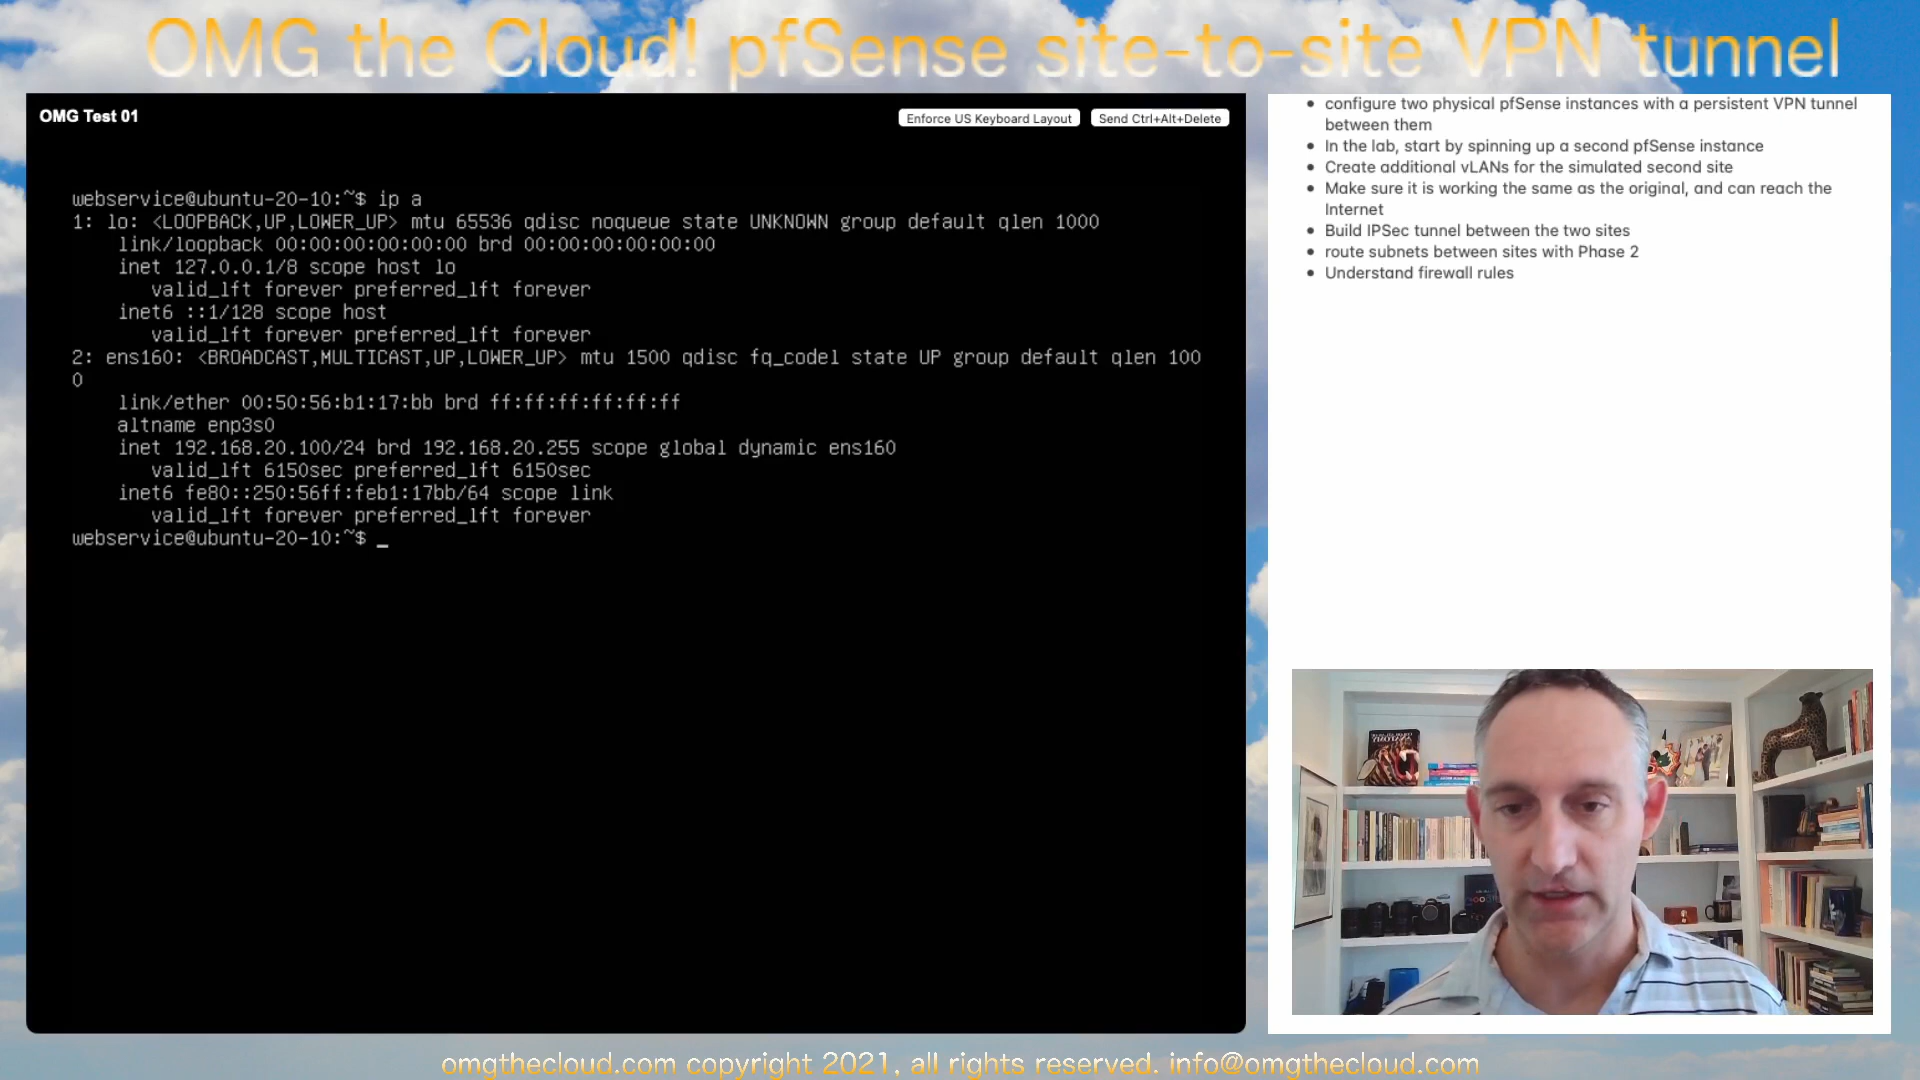 OMG the Cloud! pfSense site-to-site VPN tunnel
OMG Test 01
Enforce US Keyboard Layout
Send Ctrl+Alt+Delete
webservice@ubuntu-20-10:~$ ip a
1: lo: <LOOPBACK,UP,LOWER_UP> mtu 65536 qdisc noqueue state UNKNOWN group default qlen 1000
link/loopback 00:00:00:00:00:00 brd 00:00:00:00:00:00
inet 127.0.0.1/8 scope host lo
valid_lft forever preferred_lft forever
inet6 ::1/128 scope host
valid_lft forever preferred_lft forever
2: ens160: <BROADCAST,MULTICAST,UP,LOWER_UP> mtu 1500 qdisc fq_codel state UP group default qlen 100
0
link/ether 00:50:56:b1:17:bb brd ff:ff:ff:ff:ff:ff
altname enp3s0
inet 192.168.20.100/24 brd 192.168.20.255 scope global dynamic ens160
valid_lft 6150sec preferred_lft 6150sec
inet6 fe80::250:56ff:feb1:17bb/64 scope link
valid_lft forever preferred_lft forever
webservice@ubuntu-20-10:~$ _
• configure two physical pfSense instances with a persistent VPN tunnel
between them
• In the lab, start by spinning up a second pfSense instance
• Create additional vLANs for the simulated second site
• Make sure it is working the same as the original, and can reach the
Internet
• Build IPSec tunnel between the two sites
• route subnets between sites with Phase 2
• Understand firewall rules
omgthecloud.com copyright 2021, all rights reserved. info@omgthecloud.com